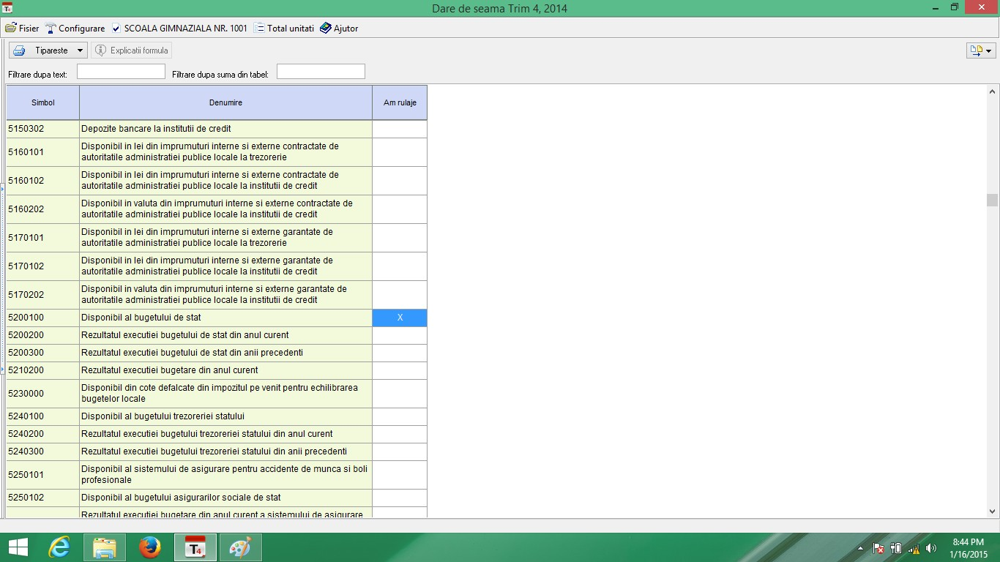 Dare de seama Trim 4, 2014
Fisier Configurare SCOALA GIMNAZIALA NR. 1001 Total unitati Ajutor
Tipareste Explicatii formula
Filtrare dupa text: Filtrare dupa suma din tabel:
Simbol Denumire Am rulaje
5150302 Depozite bancare la institutii de credit
5160101 Disponibil in lei din imprumuturi interne si externe contractate de
autoritatile administratiei publice locale la trezorerie
5160102 Disponibil in lei din imprumuturi interne si externe contractate de
autoritatile administratiei publice locale la institutii de credit
5160202 Disponibil in valuta din imprumuturi interne si externe contractate de
autoritatile administratiei publice locale la institutii de credit
5170101 Disponibil in lei din imprumuturi interne si externe garantate de
autoritatile administratiei publice locale la trezorerie
5170102 Disponibil in lei din imprumuturi interne si externe garantate de
autoritatile administratiei publice locale la institutii de credit
5170202 Disponibil in valuta din imprumuturi interne si externe garantate de
autoritatile administratiei publice locale la institutii de credit
5200100 Disponibil al bugetului de stat X
5200200 Rezultatul executiei bugetului de stat din anul curent
5200300 Rezultatul executiei bugetului de stat din anii precedenti
5210200 Rezultatul executiei bugetare din anul curent
5230000 Disponibil din cote defalcate din impozitul pe venit pentru echilibrarea
bugetelor locale
5240100 Disponibil al bugetului trezoreriei statului
5240200 Rezultatul executiei bugetului trezoreriei statului din anul curent
5240300 Rezultatul executiei bugetului trezoreriei statului din anii precedenti
5250101 Disponibil al sistemului de asigurare pentru accidente de munca si boli
profesionale
5250102 Disponibil al bugetului asigurarilor sociale de stat
Rezultatul executiei bugetare din anul curent a sistemului de asigurare
T4
8:44 PM
1/16/2015